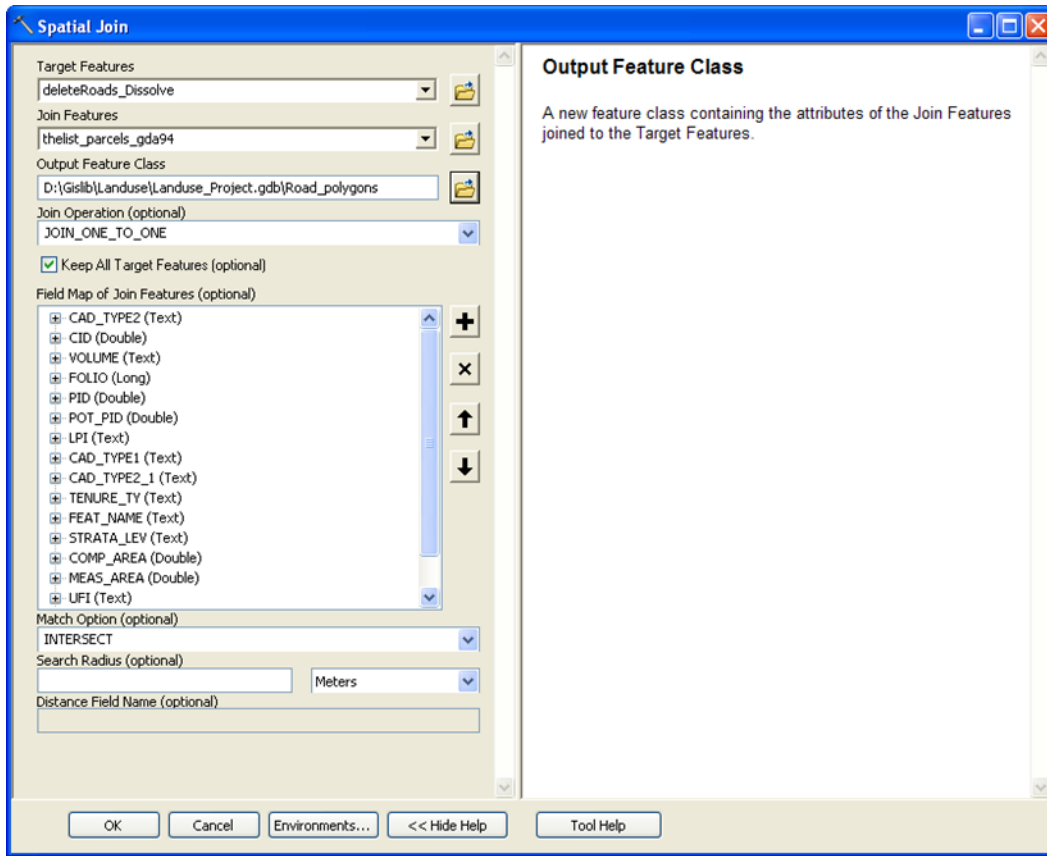 Spatial Join
Target Features
deleteRoads_Dissolve
Join Features
thelist_parcels_gda94
Output Feature Class
D:\Gislib\Landuse\Landuse_Project.gdb\Road_polygons
Join Operation (optional)
JOIN_ONE_TO_ONE
Keep All Target Features (optional)
Field Map of Join Features (optional)
CAD_TYPE2 (Text)
CID (Double)
VOLUME (Text)
FOLIO (Long)
PID (Double)
POT_PID (Double)
LPI (Text)
CAD_TYPE1 (Text)
CAD_TYPE2_1 (Text)
TENURE_TY (Text)
FEAT_NAME (Text)
STRATA_LEV (Text)
COMP_AREA (Double)
MEAS_AREA (Double)
UFI (Text)
Match Option (optional)
INTERSECT
Search Radius (optional)
Meters
Distance Field Name (optional)
Output Feature Class
A new feature class containing the attributes of the Join Features
joined to the Target Features.
OK
Cancel
Environments...
<< Hide Help
Tool Help